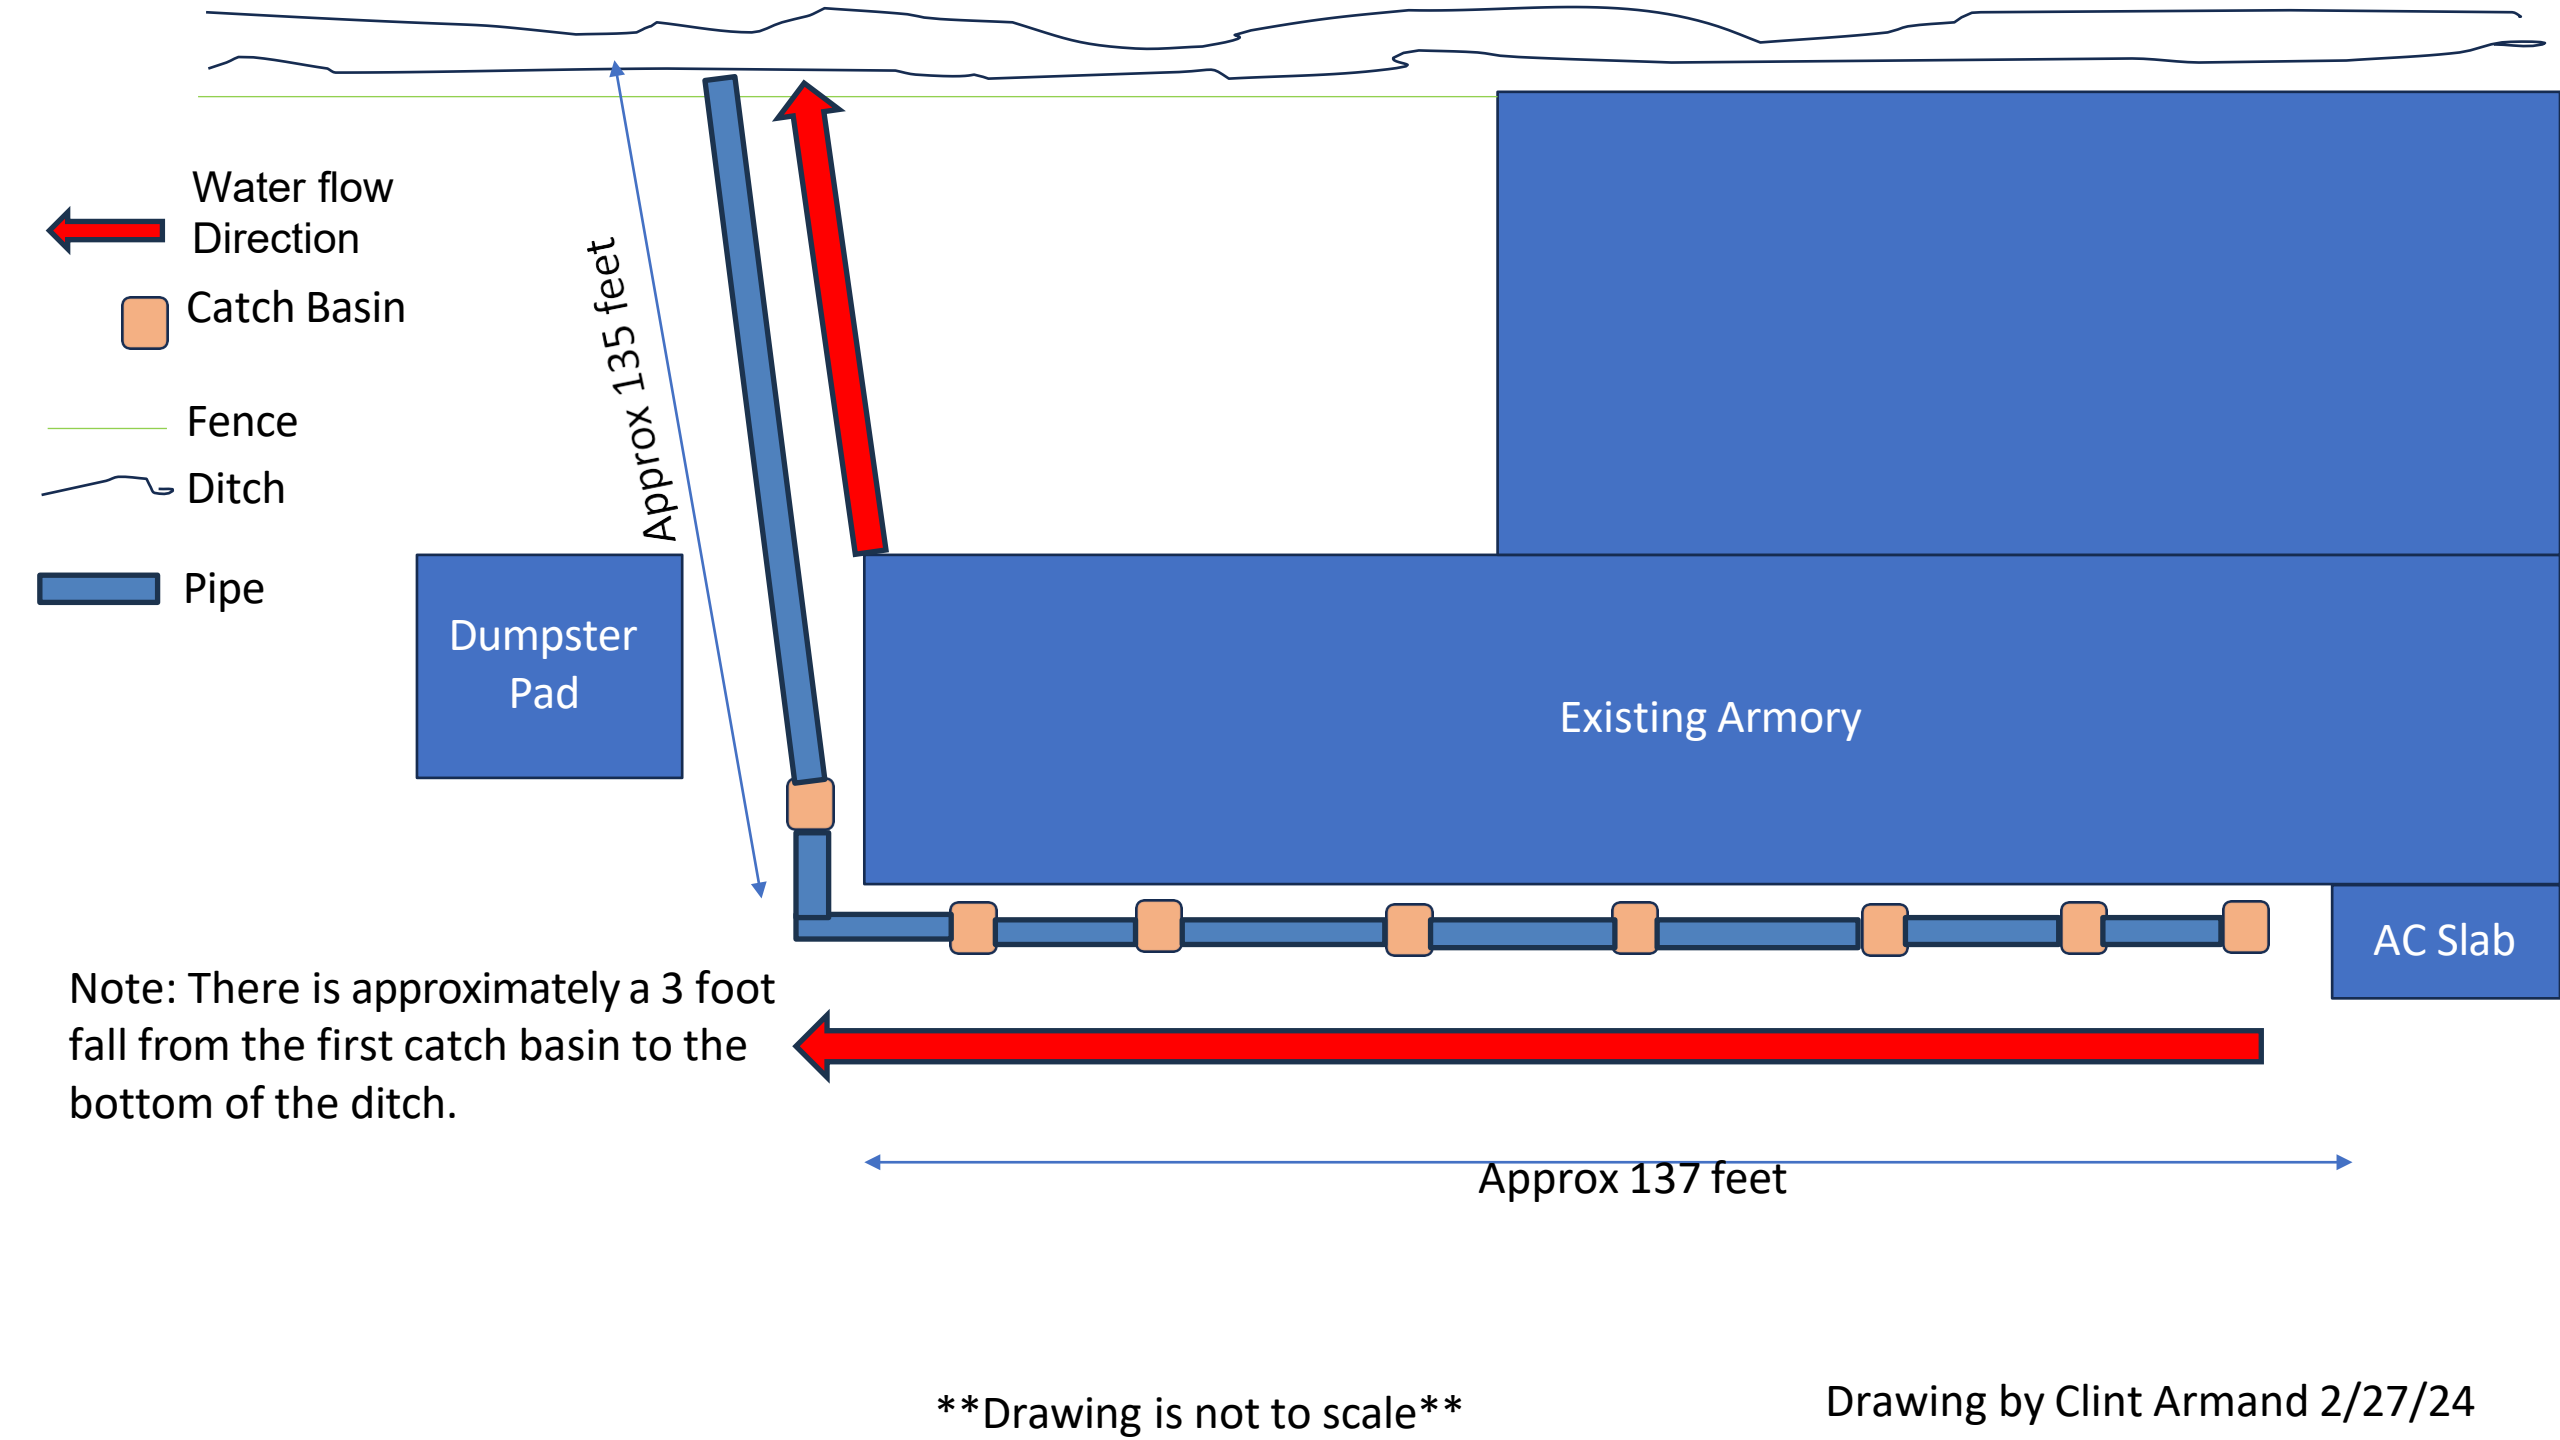 Water flow
Direction
Catch Basin
Fence
Ditch
Pipe
Approx 135 feet
Dumpster
Pad
Existing Armory
AC Slab
Note: There is approximately a 3 foot
fall from the first catch basin to the
bottom of the ditch.
Approx 137 feet
**Drawing is not to scale**
Drawing by Clint Armand 2/27/24